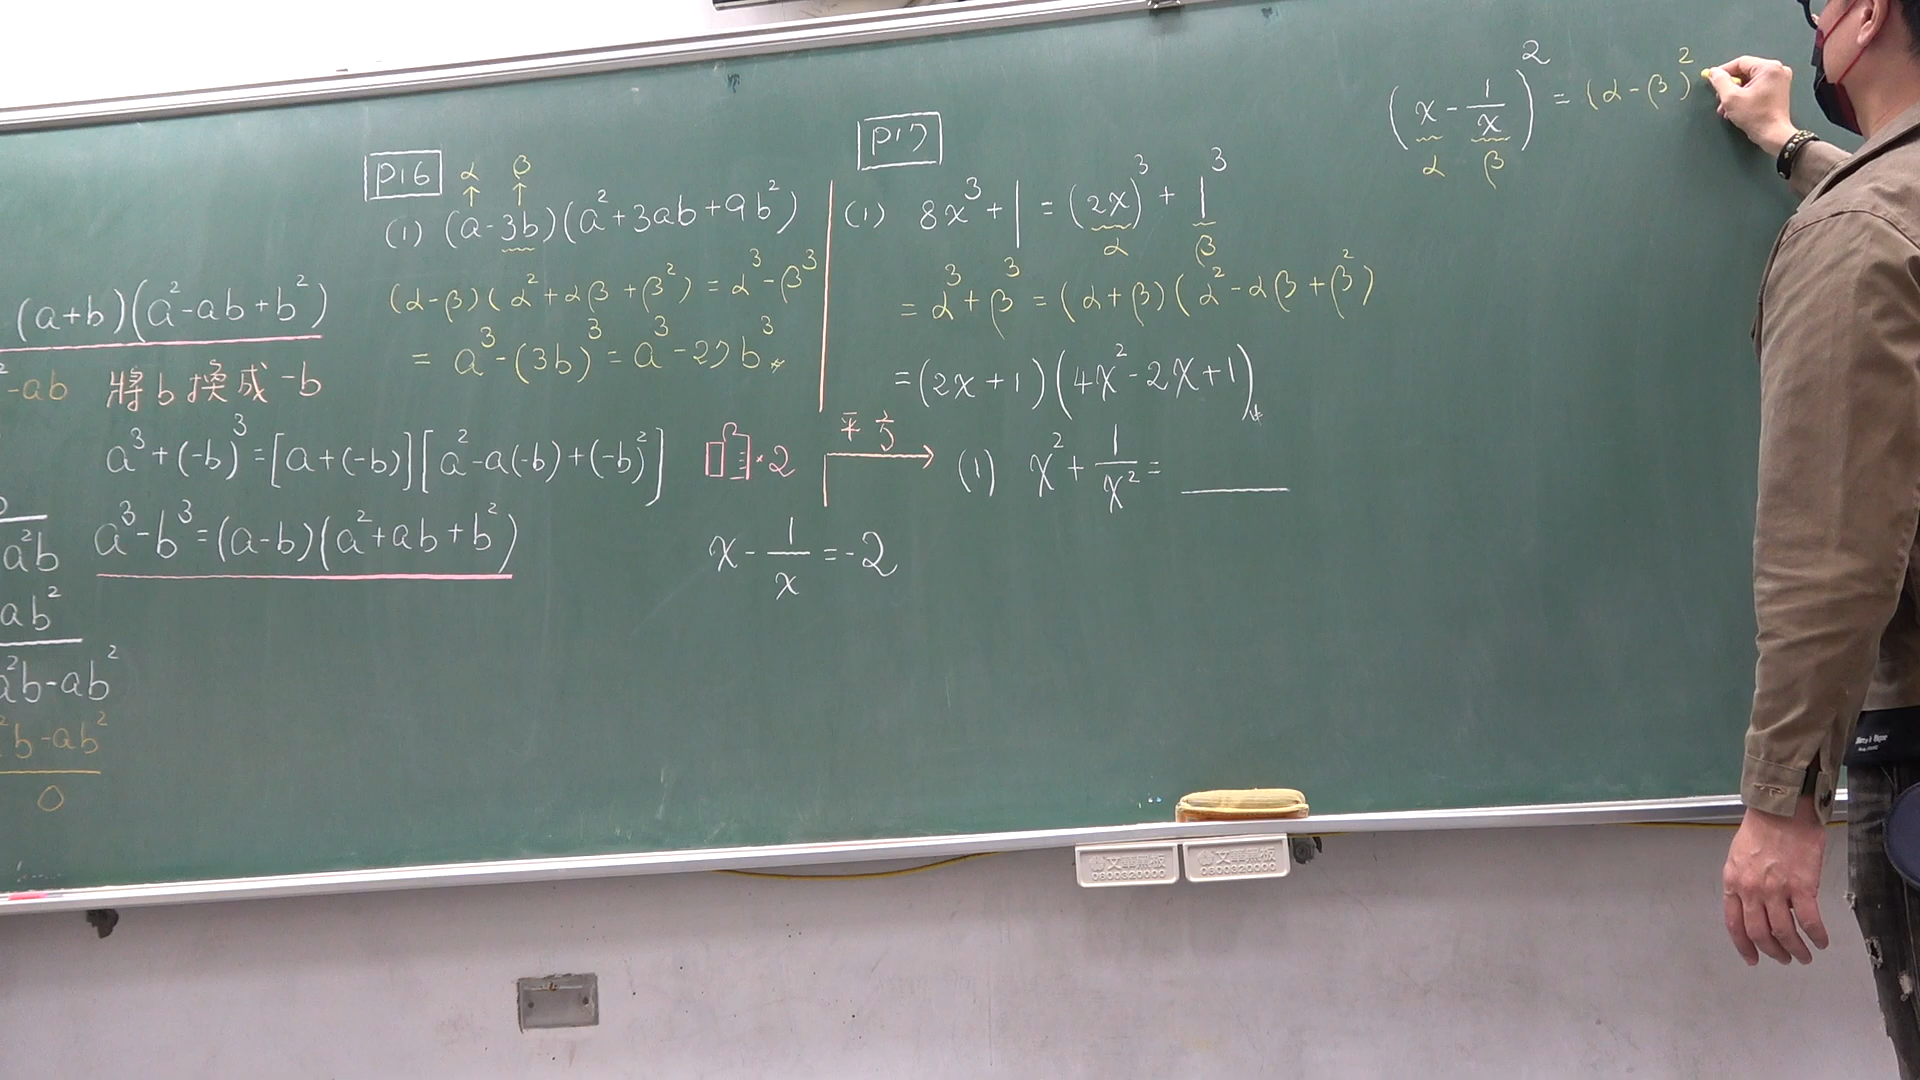 (a+b)(a²-ab+b²)
²-ab 將b換成-b
a³+(-b)³=[a+(-b)][a²-a(-b)+(-b)²]
a³-b³=(a-b)(a²+ab+b²)
a²b
ab²
a²b-ab²
²b-ab²
0
P16
α β
(1) (a-3b)(a²+3ab+9b²)
(α-β)(α²+αβ+β²)=α³-β³
= a³-(3b)³=a³-27b³
P17
(1) 8x³+1=(2x)³+1³
α β
=α³+β³=(α+β)(α²-αβ+β²)
=(2x+1)(4x²-2x+1)
·2
平方
(1) x²+1/x²=
x-1/x=-2
(x-1/x)²=(α-β)²
α β
文華黑板
0800320000
文華黑板
0800320000